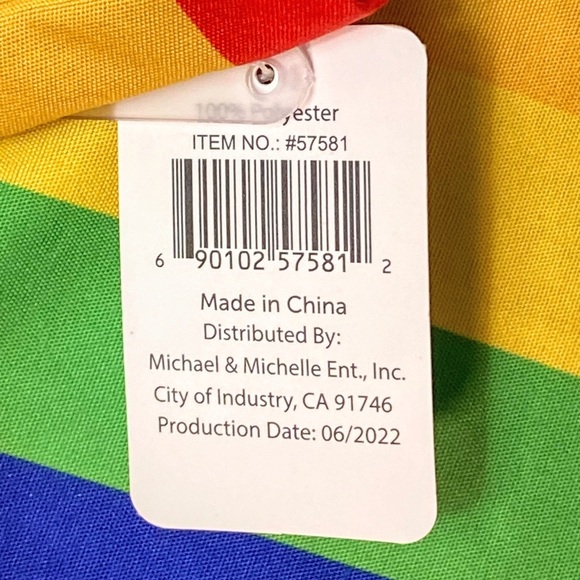 100% Polyester
ITEM NO.: #57581
6 90102 57581 2
Made in China
Distributed By:
Michael & Michelle Ent., Inc.
City of Industry, CA 91746
Production Date: 06/2022